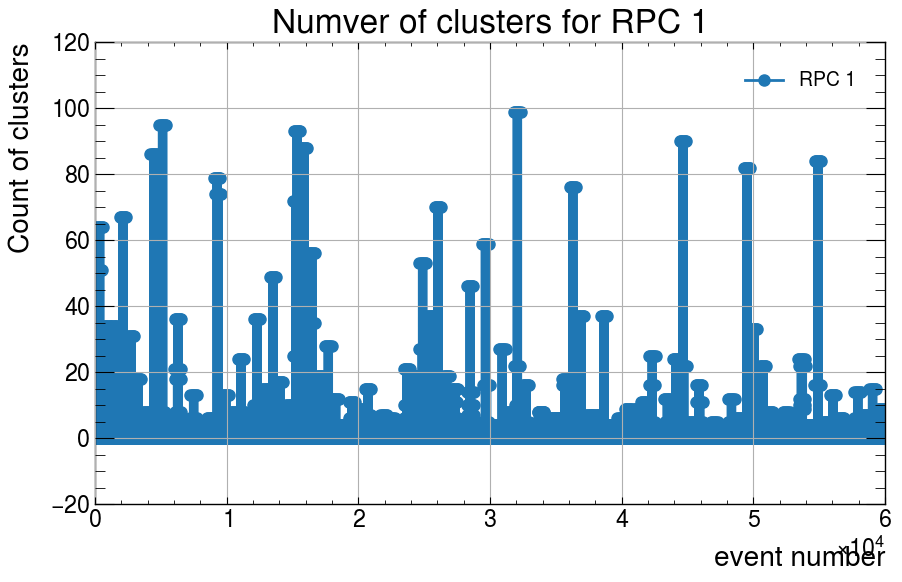 Numver of clusters for RPC 1
Count of clusters
120
100
80
60
40
20
0
−20
RPC 1
0 1 2 3 4 5 6
×10⁴
event number